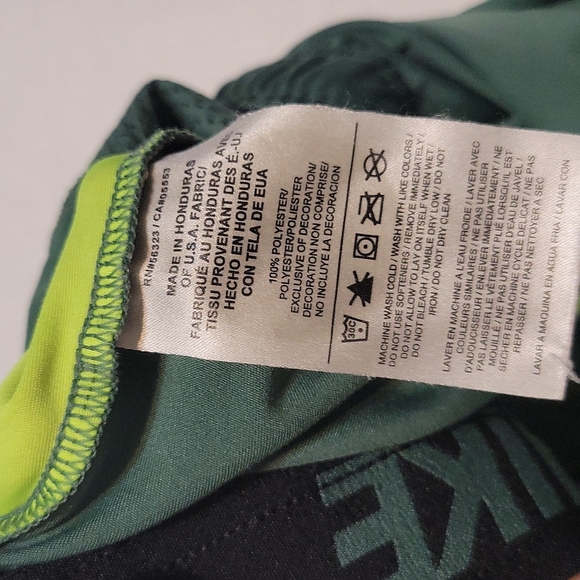 RN#56323 / CA#05553
MADE IN HONDURAS
OF U.S.A. FABRIC/
FABRIQUÉ AU HONDURAS AVEC
TISSU PROVENANT DES É.-U./
HECHO EN HONDURAS
CON TELA DE EUA
100% POLYESTER/
POLYESTER/POLIÉSTER
EXCLUSIVE OF DECORATION/
DÉCORATION NON COMPRISE/
NO INCLUYE LA DECORACIÓN
30C
MACHINE WASH COLD WASH WITH LIKE COLORS /
DO NOT USE SOFTENERS / REMOVE IMMEDIATELY /
DO NOT ALLOW TO LAY ON ITSELF WHEN WET/
DO NOT BLEACH / TUMBLE DRY LOW / DO NOT
IRON / DO NOT DRY CLEAN
LAVER EN MACHINE A L'EAU FROIDE / LAVER AVEC
COULEURS SIMILAIRES / NE PAS UTILISER
D'ADOUCISSEUR / ENLEVER IMMÉDIATEMENT / NE
PAS LAISSER LE VÊTEMENT PLIÉ LORSQU'IL EST
MOUILLÉ / NE PAS UTILISER D'EAU DE JAVEL /
SÉCHER EN MACHINE CYCLE DÉLICAT / NE PAS
REPASSER / NE PAS NETTOYER A SEC
LAVAR A MAQUINA EN AGUA FRIA / LAVAR CON
IKE